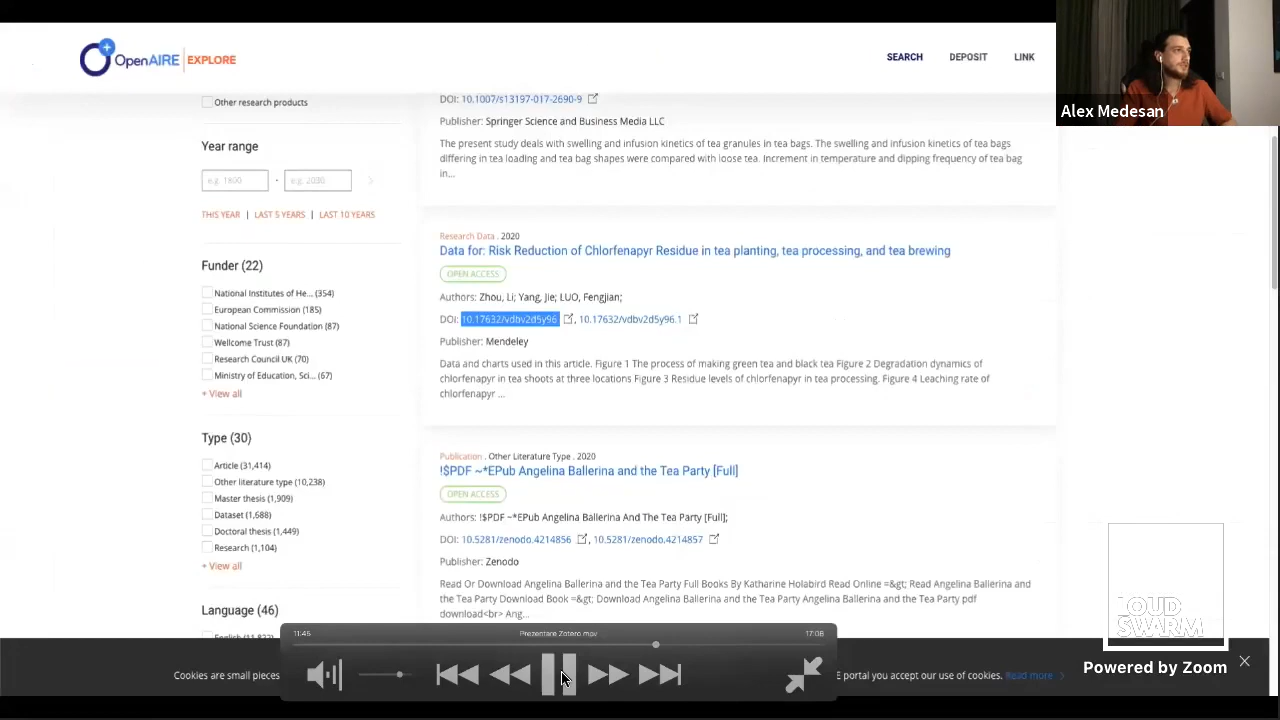 OpenAIRE EXPLORE
SEARCH DEPOSIT LINK
Alex Medesan
Other research products
Year range
e.g. 1800 - e.g. 2030
THIS YEAR | LAST 5 YEARS | LAST 10 YEARS
Funder (22)
National Institutes of He... (354)
European Commission (185)
National Science Foundation (87)
Wellcome Trust (87)
Research Council UK (70)
Ministry of Education, Sci... (67)
+ View all
Type (30)
Article (31,414)
Other literature type (10,238)
Master thesis (1,909)
Dataset (1,688)
Doctoral thesis (1,449)
Research (1,104)
+ View all
Language (46)
DOI: 10.1007/s13197-017-2690-9
Publisher: Springer Science and Business Media LLC
The present study deals with swelling and infusion kinetics of tea granules in tea bags. The swelling and infusion kinetics of tea bags
differing in tea loading and tea bag shapes were compared with loose tea. Increment in temperature and dipping frequency of tea bag
in...
Research Data . 2020
Data for: Risk Reduction of Chlorfenapyr Residue in tea planting, tea processing, and tea brewing
OPEN ACCESS
Authors: Zhou, Li; Yang, Jie; LUO, Fengjian;
DOI: 10.17632/vdbv2d5y96 , 10.17632/vdbv2d5y96.1
Publisher: Mendeley
Data and charts used in this article. Figure 1 The process of making green tea and black tea Figure 2 Degradation dynamics of
chlorfenapyr in tea shoots at three locations Figure 3 Residue levels of chlorfenapyr in tea processing. Figure 4 Leaching rate of
chlorfenapyr ...
Publication . Other Literature Type . 2020
!$PDF ~*EPub Angelina Ballerina and the Tea Party [Full]
OPEN ACCESS
Authors: !$PDF ~*EPub Angelina Ballerina And The Tea Party [Full];
DOI: 10.5281/zenodo.4214856 , 10.5281/zenodo.4214857
Publisher: Zenodo
Read Or Download Angelina Ballerina and the Tea Party Full Books By Katharine Holabird Read Online =&gt; Read Angelina Ballerina and
the Tea Party Download Book =&gt; Download Angelina Ballerina and the Tea Party Angelina Ballerina and the Tea Party pdf
download<br> Ang...
11:45 Prezentare Zotero.mov 17:08
Cookies are small pieces
E portal you accept our use of cookies. Read more
LOUD
SWARM
Powered by Zoom